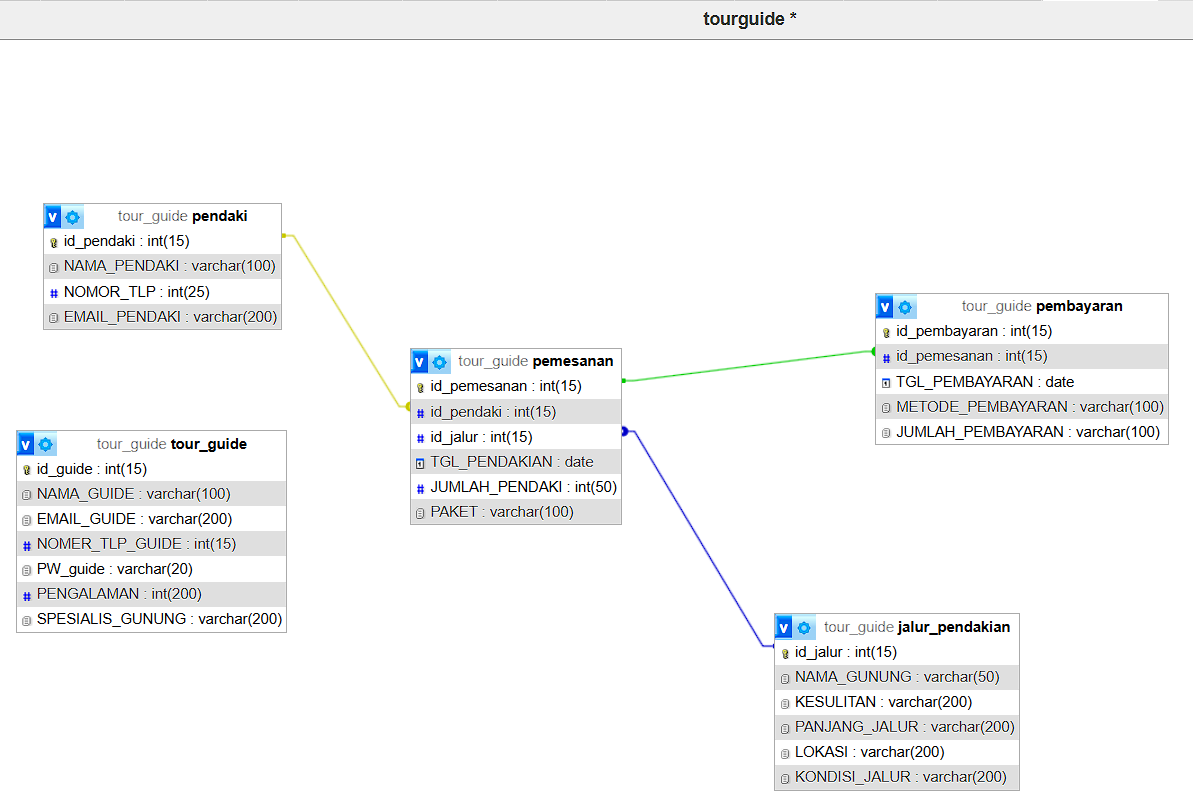 tourguide *
tour_guide pendaki
id_pendaki : int(15)
NAMA_PENDAKI : varchar(100)
NOMOR_TLP : int(25)
EMAIL_PENDAKI : varchar(200)
tour_guide tour_guide
id_guide : int(15)
NAMA_GUIDE : varchar(100)
EMAIL_GUIDE : varchar(200)
NOMER_TLP_GUIDE : int(15)
PW_guide : varchar(20)
PENGALAMAN : int(200)
SPESIALIS_GUNUNG : varchar(200)
tour_guide pemesanan
id_pemesanan : int(15)
id_pendaki : int(15)
id_jalur : int(15)
TGL_PENDAKIAN : date
JUMLAH_PENDAKI : int(50)
PAKET : varchar(100)
tour_guide pembayaran
id_pembayaran : int(15)
id_pemesanan : int(15)
TGL_PEMBAYARAN : date
METODE_PEMBAYARAN : varchar(100)
JUMLAH_PEMBAYARAN : varchar(100)
tour_guide jalur_pendakian
id_jalur : int(15)
NAMA_GUNUNG : varchar(50)
KESULITAN : varchar(200)
PANJANG_JALUR : varchar(200)
LOKASI : varchar(200)
KONDISI_JALUR : varchar(200)